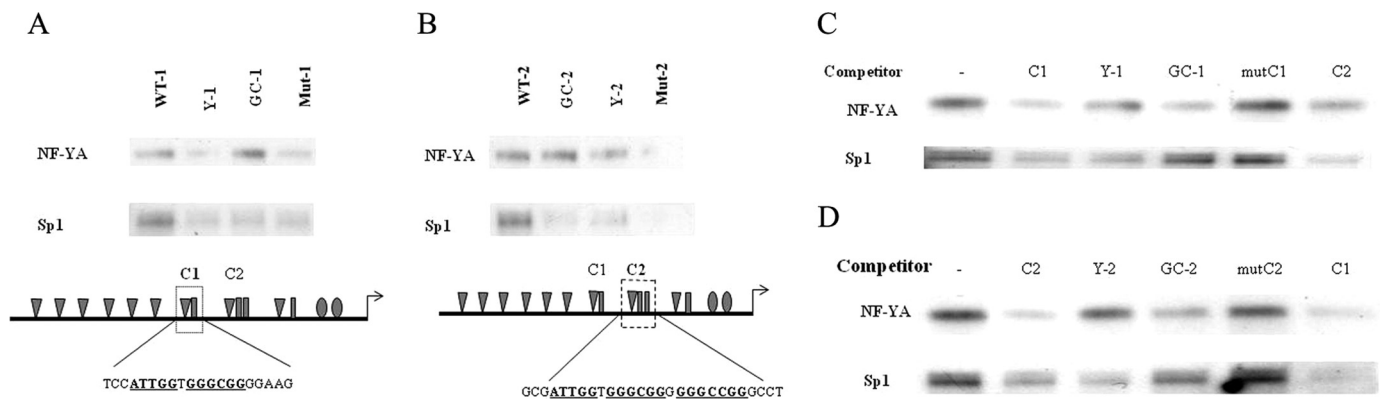 A
WT-1 Y-1 GC-1 Mut-1
NF-YA
Sp1
C1 C2
TCCATTGGTGGGCGGGGAAG
B
WT-2 GC-2 Y-2 Mut-2
NF-YA
Sp1
C1 C2
GCGATTGGTGGGCGGG GGGCCGGGCCT
C
Competitor - C1 Y-1 GC-1 mutC1 C2
NF-YA
Sp1
D
Competitor - C2 Y-2 GC-2 mutC2 C1
NF-YA
Sp1